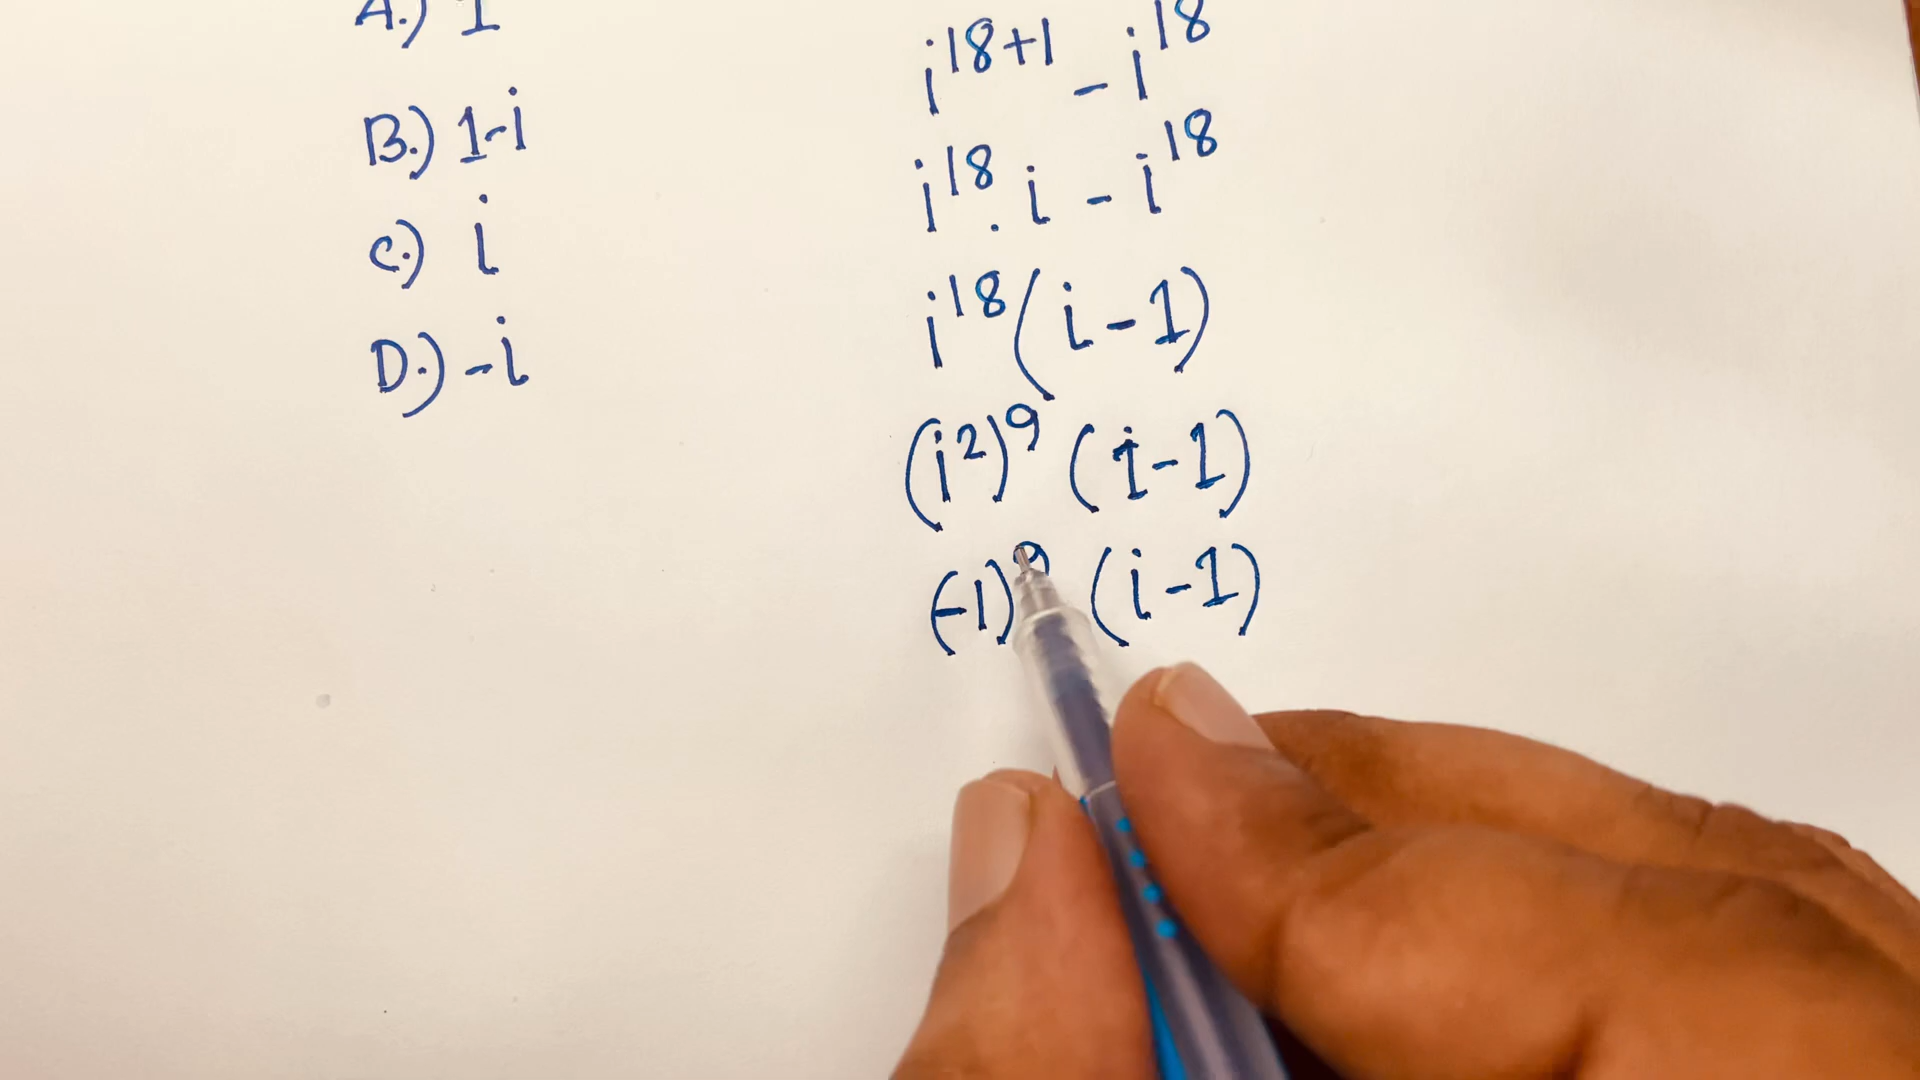 A.) 1
B.) 1-i
C.) i
D.) -i
i^18+1 - i^18
i^18 . i - i^18
i^18 (i-1)
(i^2)^9 (i-1)
(-1)^9 (i-1)